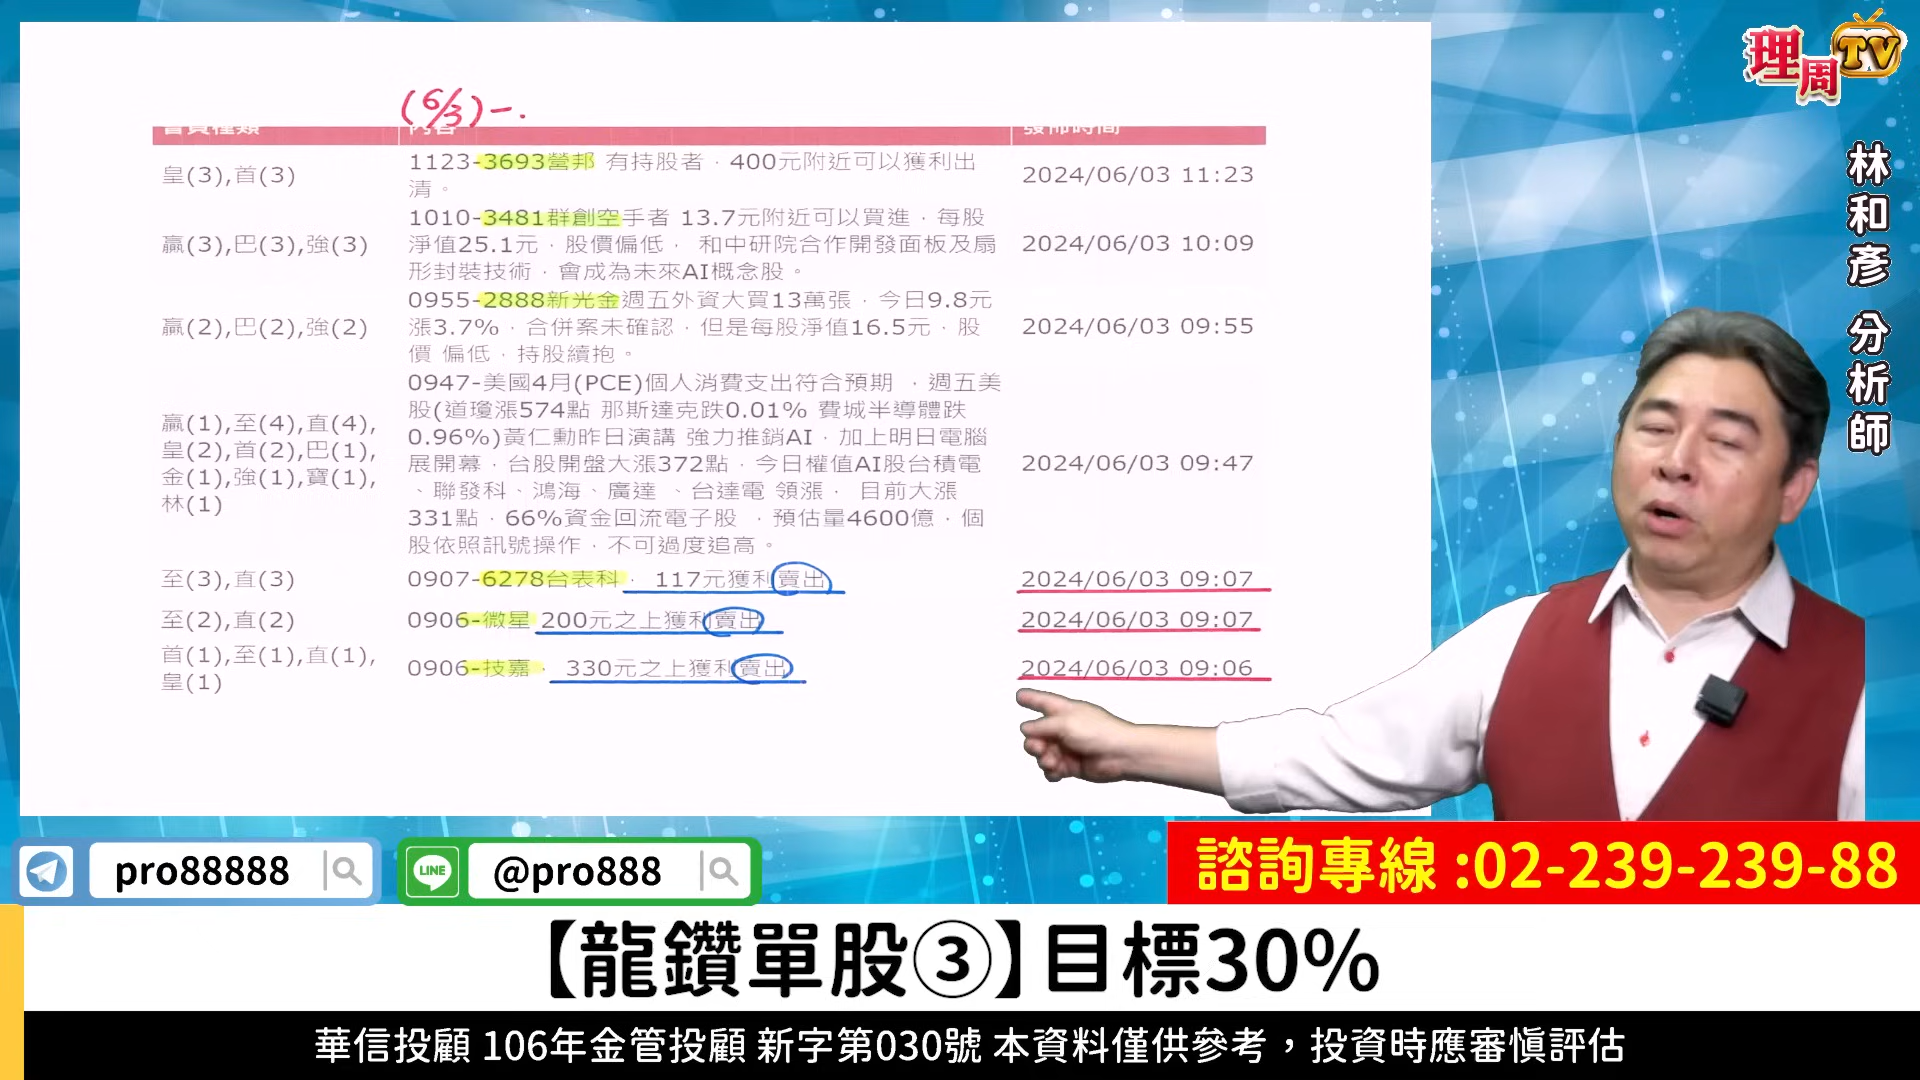 理周TV
林和彥 分析師
(6/3)-.
會員種類 內容 發佈時間
皇(3),首(3)
1123-3693營邦 有持股者，400元附近可以獲利出
清。
2024/06/03 11:23
贏(3),巴(3),強(3)
1010-3481群創空手者 13.7元附近可以買進，每股
淨值25.1元，股價偏低， 和中研院合作開發面板及扇
形封裝技術，會成為未來AI概念股。
2024/06/03 10:09
贏(2),巴(2),強(2)
0955-2888新光金週五外資大買13萬張，今日9.8元
漲3.7%，合併案未確認，但是每股淨值16.5元，股
價 偏低，持股續抱。
2024/06/03 09:55
贏(1),至(4),直(4),
皇(2),首(2),巴(1),
金(1),強(1),寶(1),
林(1)
0947-美國4月(PCE)個人消費支出符合預期 ，週五美
股(道瓊漲574點 那斯達克跌0.01% 費城半導體跌
0.96%)黃仁勳昨日演講 強力推銷AI，加上明日電腦
展開幕，台股開盤大漲372點，今日權值AI股台積電
、聯發科、鴻海、廣達 、台達電 領漲， 目前大漲
331點，66%資金回流電子股 ，預估量4600億，個
股依照訊號操作，不可過度追高。
2024/06/03 09:47
至(3),直(3)
0907-6278台表科， 117元獲利賣出
2024/06/03 09:07
至(2),直(2)
0906-微星 200元之上獲利賣出
2024/06/03 09:07
首(1),至(1),直(1),
皇(1)
0906-技嘉， 330元之上獲利賣出
2024/06/03 09:06
pro88888
LINE @pro888
諮詢專線 :02-239-239-88
【龍鑽單股③】目標30%
華信投顧 106年金管投顧 新字第030號 本資料僅供參考，投資時應審慎評估